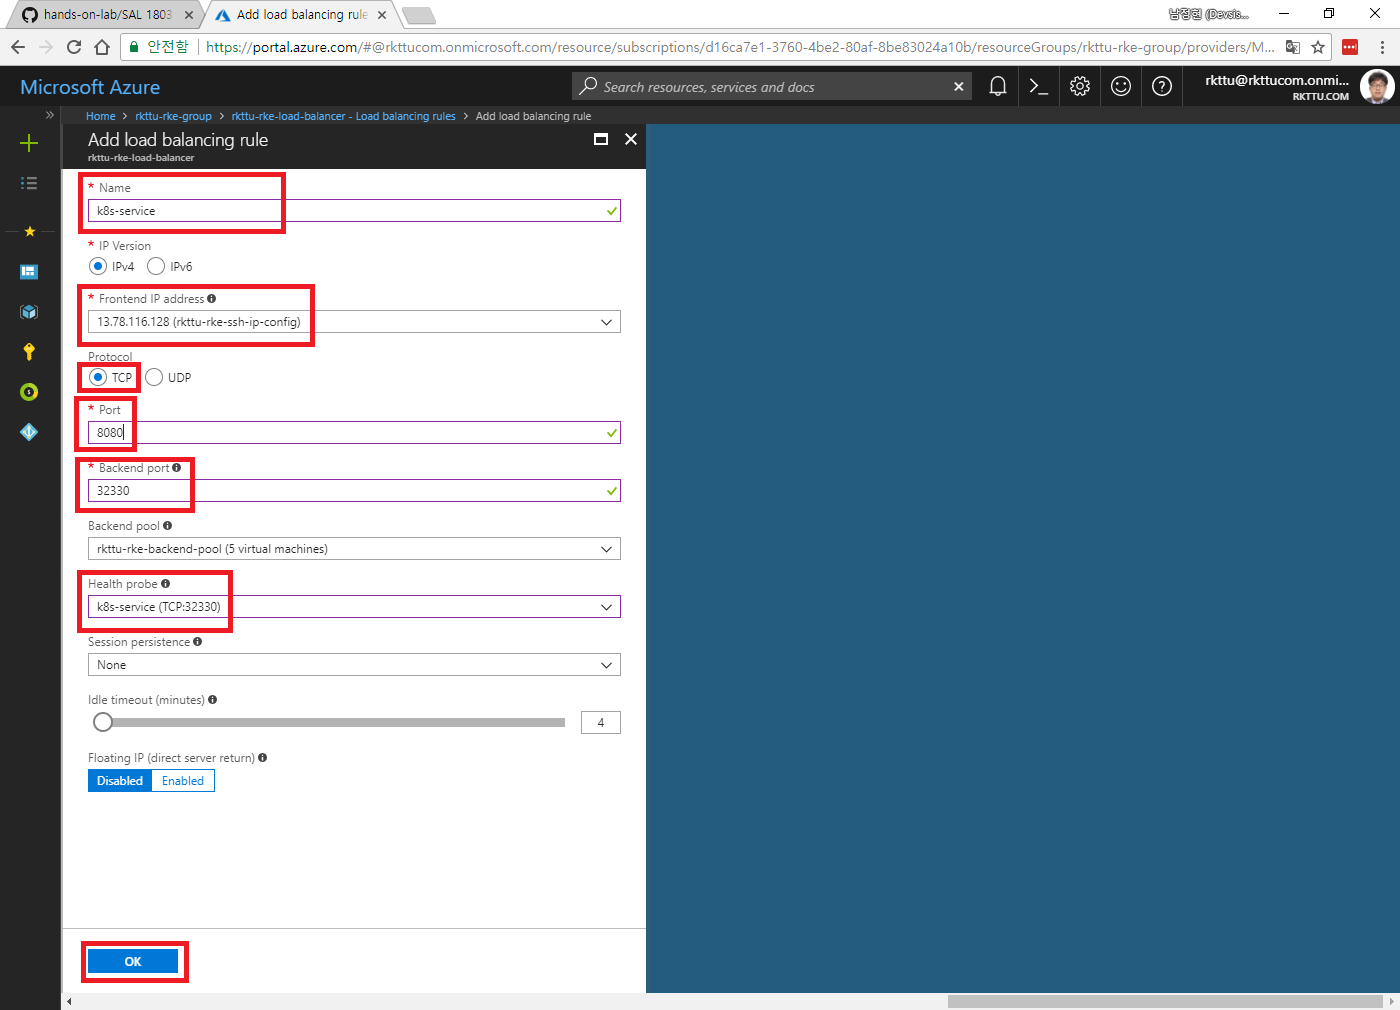 hands-on-lab/SAL 1803
Add load balancing rule
안전함
https://portal.azure.com/#@rkttucom.onmicrosoft.com/resource/subscriptions/d16ca7e1-3760-4be2-80af-8be83024a10b/resourceGroups/rkttu-rke-group/providers/M...
Microsoft Azure
Search resources, services and docs
rkttu@rkttucom.onmi...
RKTTU.COM
Home > rkttu-rke-group > rkttu-rke-load-balancer - Load balancing rules > Add load balancing rule
Add load balancing rule
rkttu-rke-load-balancer
* Name
k8s-service
* IP Version
IPv4 IPv6
* Frontend IP address
13.78.116.128 (rkttu-rke-ssh-ip-config)
Protocol
TCP UDP
* Port
8080
* Backend port
32330
Backend pool
rkttu-rke-backend-pool (5 virtual machines)
Health probe
k8s-service (TCP:32330)
Session persistence
None
Idle timeout (minutes)
4
Floating IP (direct server return)
Disabled Enabled
OK